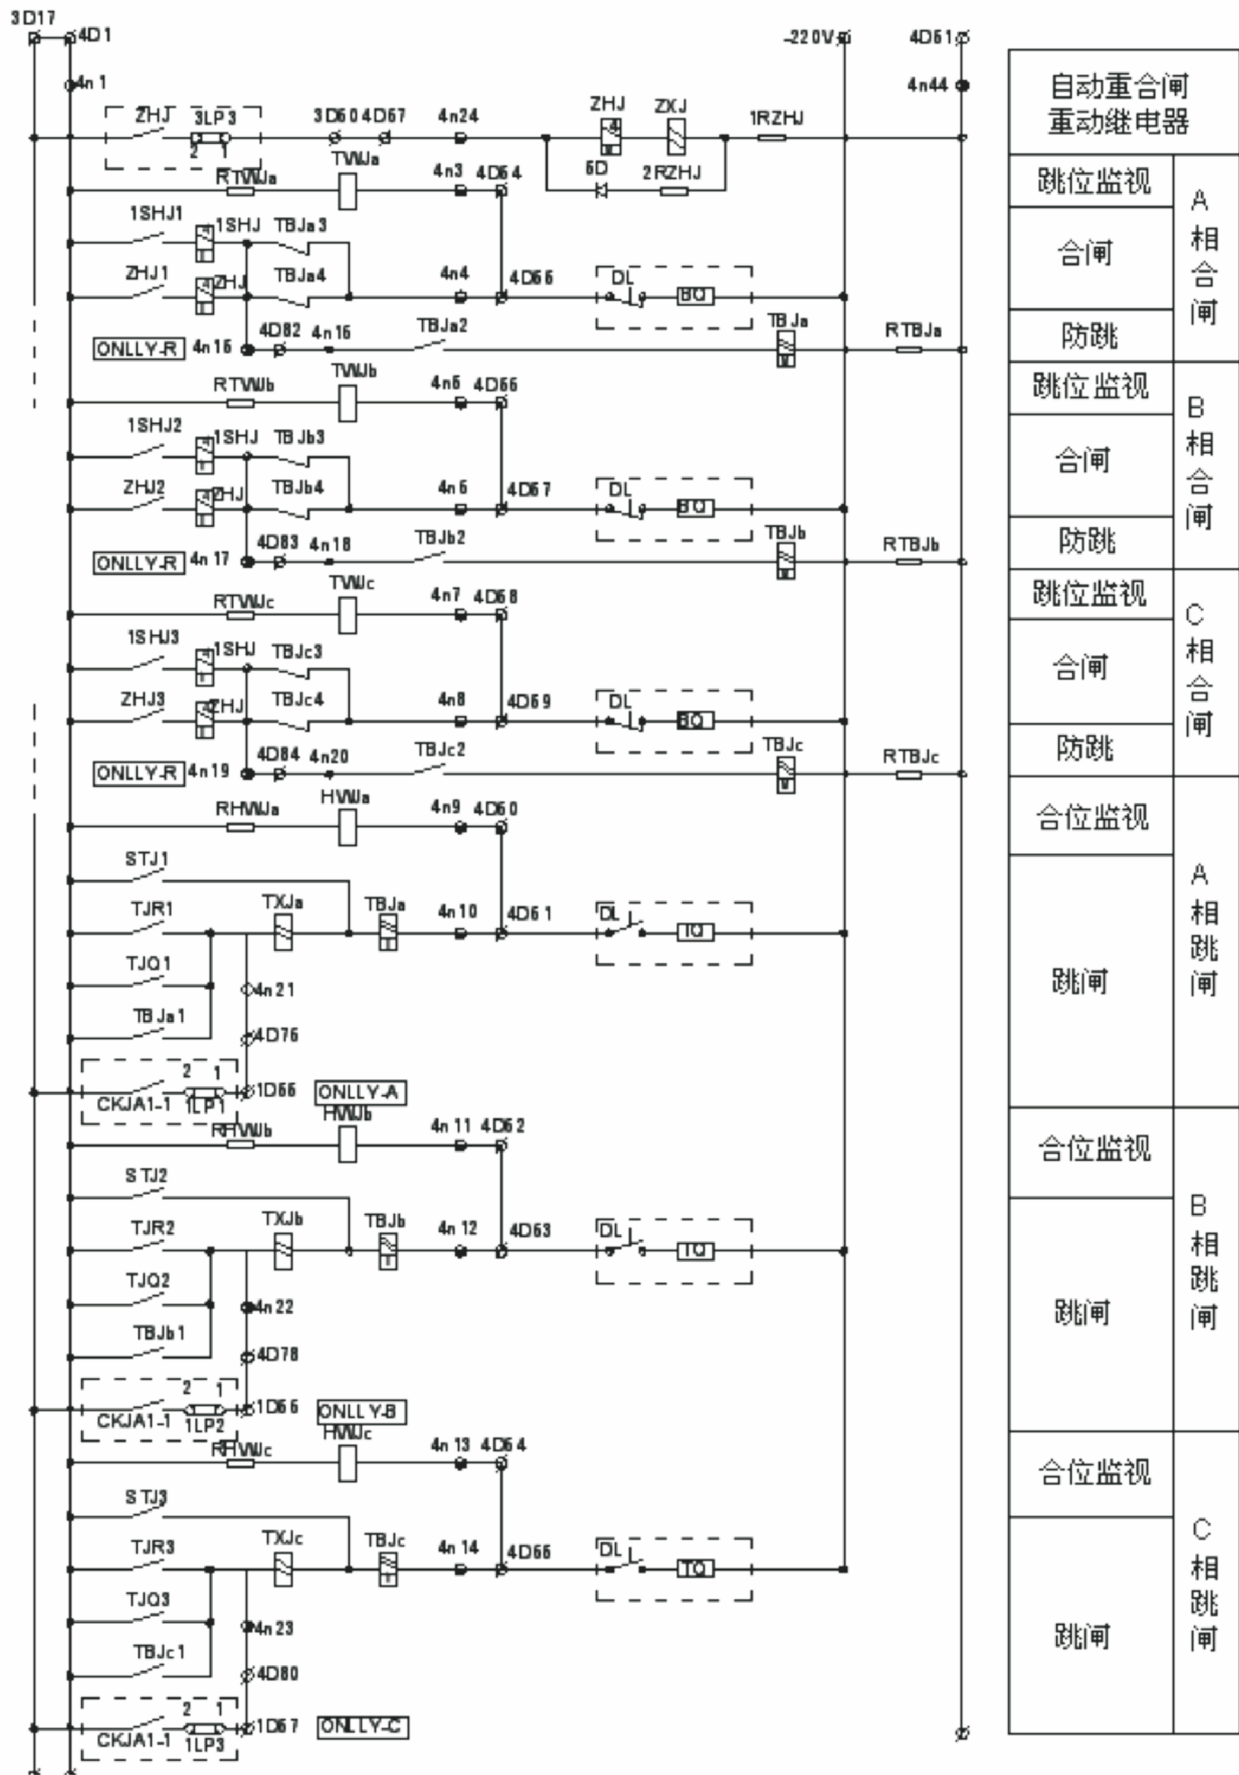 3D17
4D1
-220V
4D61
4n1
4n44
ZHJ
3LP3
2 1
3D60
4D67
4n24
ZHJ
ZXJ
1RZHJ
6D
2RZHJ
自动重合闸
重动继电器
RTWJa
TWJa
4n3
4D64
跳位监视
1SHJ1
1SHJ
TBJa3
ZHJ1
ZHJ
TBJa4
4n4
4D66
DL
BQ
合闸
A相合闸
ONLLY-R
4n16
4D82
4n16
TBJa2
TBJa
RTBJa
防跳
RTWJb
TWJb
4n6
4D66
跳位监视
1SHJ2
1SHJ
TBJb3
ZHJ2
ZHJ
TBJb4
4n6
4D67
DL
BQ
合闸
B相合闸
ONLLY-R
4n17
4D83
4n18
TBJb2
TBJb
RTBJb
防跳
RTWJc
TWJc
4n7
4D68
跳位监视
1SHJ3
1SHJ
TBJc3
ZHJ3
ZHJ
TBJc4
4n8
4D69
DL
BQ
合闸
C相合闸
ONLLY-R
4n19
4D84
4n20
TBJc2
TBJc
RTBJc
防跳
RHWJa
HWJa
4n9
4D60
合位监视
STJ1
TJR1
TXJa
TBJa
4n10
4D61
DL
TQ
TJQ1
4n21
TBJa1
4D76
跳闸
A相跳闸
2 1
CKJA1-1
1LP1
1D66
ONLLY-A
RHWJb
HWJb
4n11
4D62
合位监视
STJ2
TJR2
TXJb
TBJb
4n12
4D63
DL
TQ
TJQ2
4n22
TBJb1
4D78
跳闸
B相跳闸
2 1
CKJA1-1
1LP2
1D66
ONLLY-B
RHWJc
HWJc
4n13
4D64
合位监视
STJ3
TJR3
TXJc
TBJc
4n14
4D66
DL
TQ
TJQ3
4n23
TBJc1
4D80
跳闸
C相跳闸
2 1
CKJA1-1
1LP3
1D67
ONLLY-C